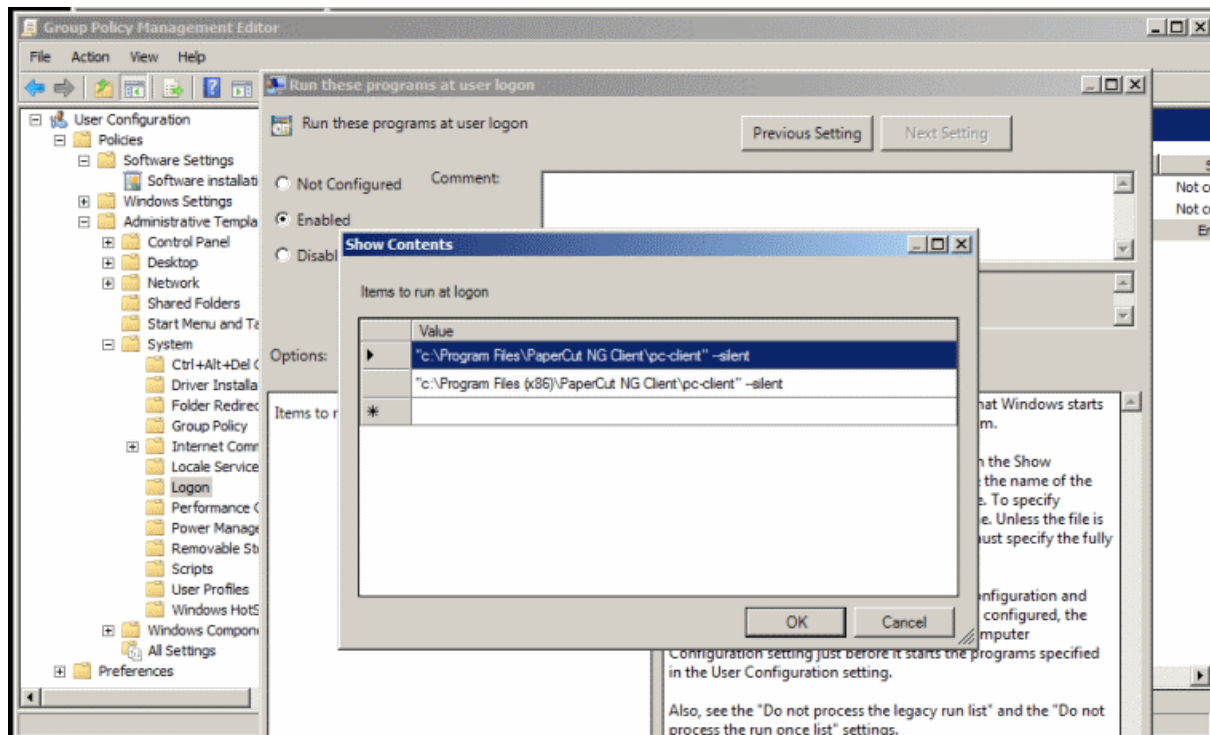 Group Policy Management Editor
File Action View Help
User Configuration
Policies
Software Settings
Software installati
Windows Settings
Administrative Templa
Control Panel
Desktop
Network
Shared Folders
Start Menu and Ta
System
Ctrl+Alt+Del
Driver Installa
Folder Redirec
Group Policy
Internet Comm
Locale Service
Logon
Performance
Power Manage
Removable Sto
Scripts
User Profiles
Windows HotS
Windows Compon
All Settings
Preferences
Run these programs at user logon
Run these programs at user logon
Previous Setting Next Setting
Not Configured Comment:
Enabled
Disabl
Options:
Items to r
Show Contents
Items to run at logon
Value
"c:\Program Files\PaperCut NG Client\pc-client" --silent
"c:\Program Files (x86)\PaperCut NG Client\pc-client" --silent
*
OK Cancel
hat Windows starts
m.
n the Show
the name of the
e. To specify
e. Unless the file is
ust specify the fully
nfiguration and
configured, the
mputer
Configuration setting just before it starts the programs specified
in the User Configuration setting.
Also, see the "Do not process the legacy run list" and the "Do not
process the run once list" settings.
S
Not c
Not c
En